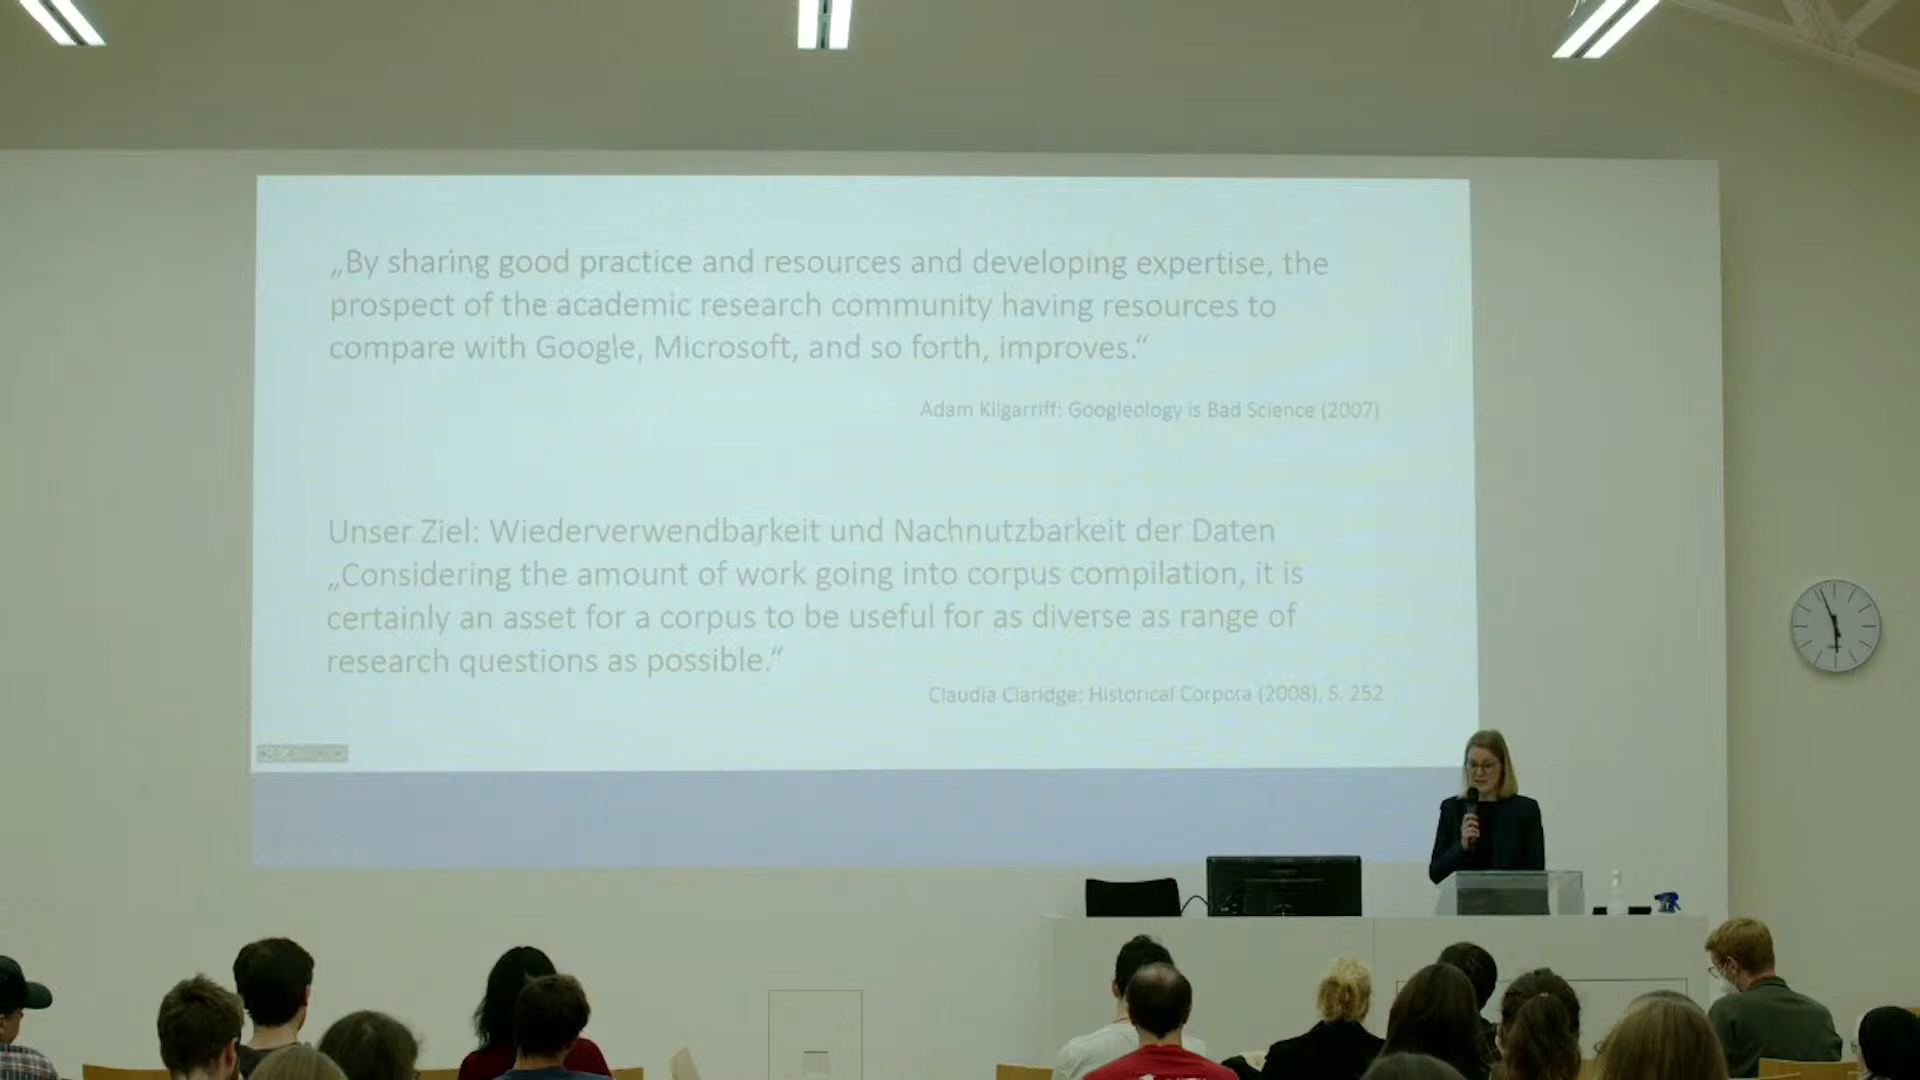 „By sharing good practice and resources and developing expertise, the
prospect of the academic research community having resources to
compare with Google, Microsoft, and so forth, improves.“
Adam Kilgarriff: Googleology is Bad Science (2007)
Unser Ziel: Wiederverwendbarkeit und Nachnutzbarkeit der Daten
„Considering the amount of work going into corpus compilation, it is
certainly an asset for a corpus to be useful for as diverse as range of
research questions as possible.“
Claudia Claridge: Historical Corpora (2008), S. 252